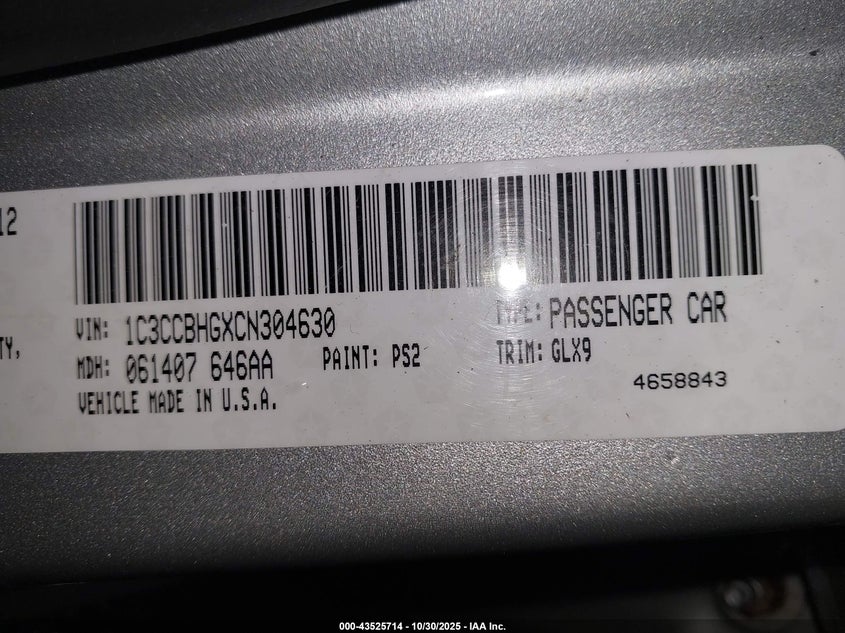 12
VIN: 1C3CCBHGXCN304630
TYPE: PASSENGER CAR
TY,
MDH: 061407 646AA
PAINT: PS2
TRIM: GLX9
VEHICLE MADE IN U.S.A.
4658843
000-43525714 - 10/30/2025 - IAA Inc.